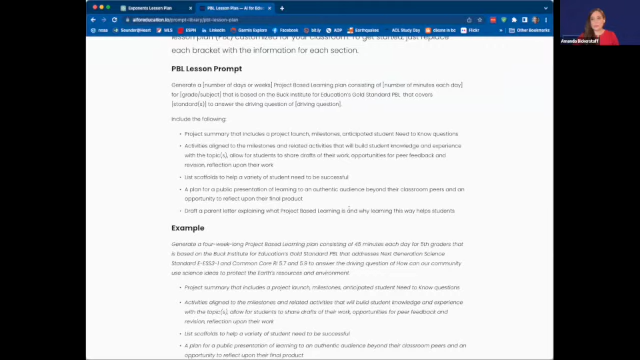 Exponents Lesson Plan
PBL Lesson Plan — AI for Edu
aiforeducation.io/prompt-library/pbl-lesson-plan
lesson plan (PBL) customized for your classroom! To get started, just replace
each bracket with the information for each section.
PBL Lesson Prompt
Generate a [number of days or weeks] Project Based Learning plan consisting of [number of minutes each day]
for [grade/subject] that is based on the Buck Institute for Education's Gold Standard PBL, that covers
[standard(s)] to answer the driving question of [driving question].
Include the following:
• Project summary that includes a project launch, milestones, anticipated student Need to Know questions
• Activities aligned to the milestones and related activities that will build student knowledge and experience
with the topic(s), allow for students to share drafts of their work, opportunities for peer feedback and
revision, reflection upon their work
• List scaffolds to help a variety of student need to be successful
• A plan for a public presentation of learning to an authentic audience beyond their classroom peers and an
opportunity to reflect upon their final product
• Draft a parent letter explaining what Project Based Learning is and why learning this way helps students
Example
Generate a four-week-long Project Based Learning plan consisting of 45 minutes each day for 5th graders that
is based on the Buck Institute for Education's Gold Standard PBL that addresses Next Generation Science
Standard E-ESS3-1 and Common Core RI 5.7 and 5.9 to answer the driving question of How can our community
use science ideas to protect the Earth's resources and environment.
• Project summary that includes a project launch, milestones, anticipated student Need to Know questions
• Activities aligned to the milestones and related activities that will build student knowledge and experience
with the topic(s), allow for students to share drafts of their work, opportunities for peer feedback and
revision, reflection upon their work
• List scaffolds to help a variety of student need to be successful
• A plan for a public presentation of learning to an authentic audience beyond their classroom peers and an
opportunity to reflect upon their final product
Amanda Bickerstaff